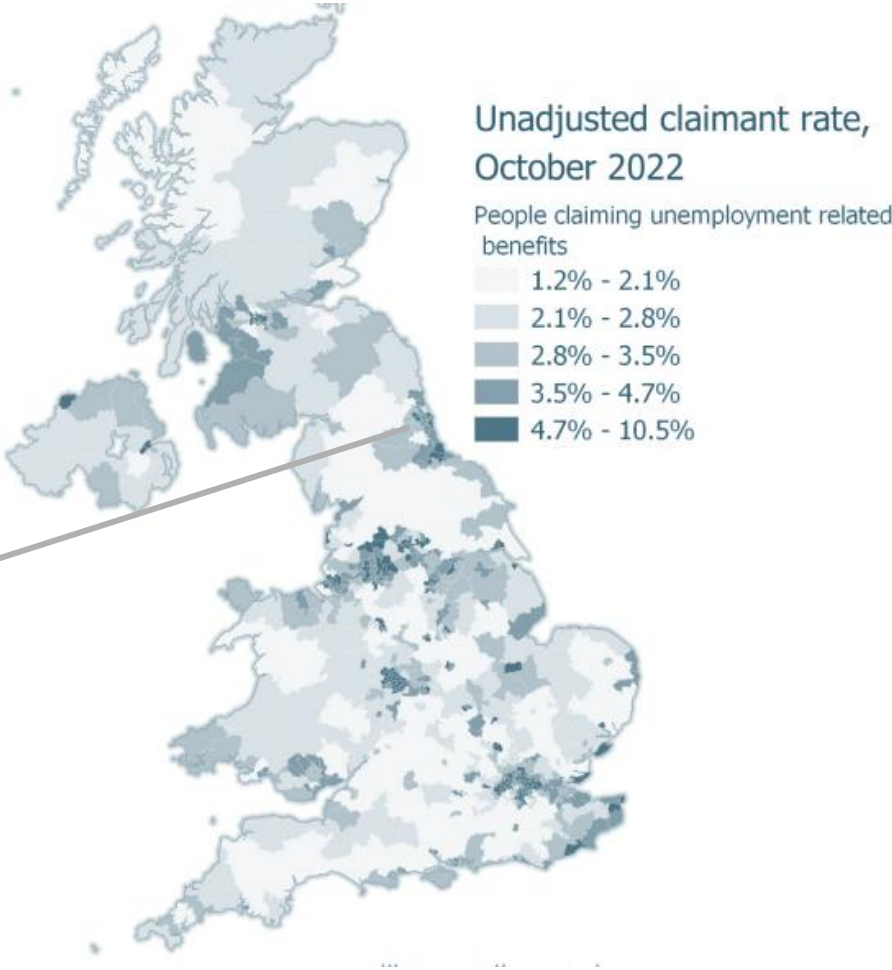 Unadjusted claimant rate,
October 2022
People claiming unemployment related
benefits
1.2% - 2.1%
2.1% - 2.8%
2.8% - 3.5%
3.5% - 4.7%
4.7% - 10.5%